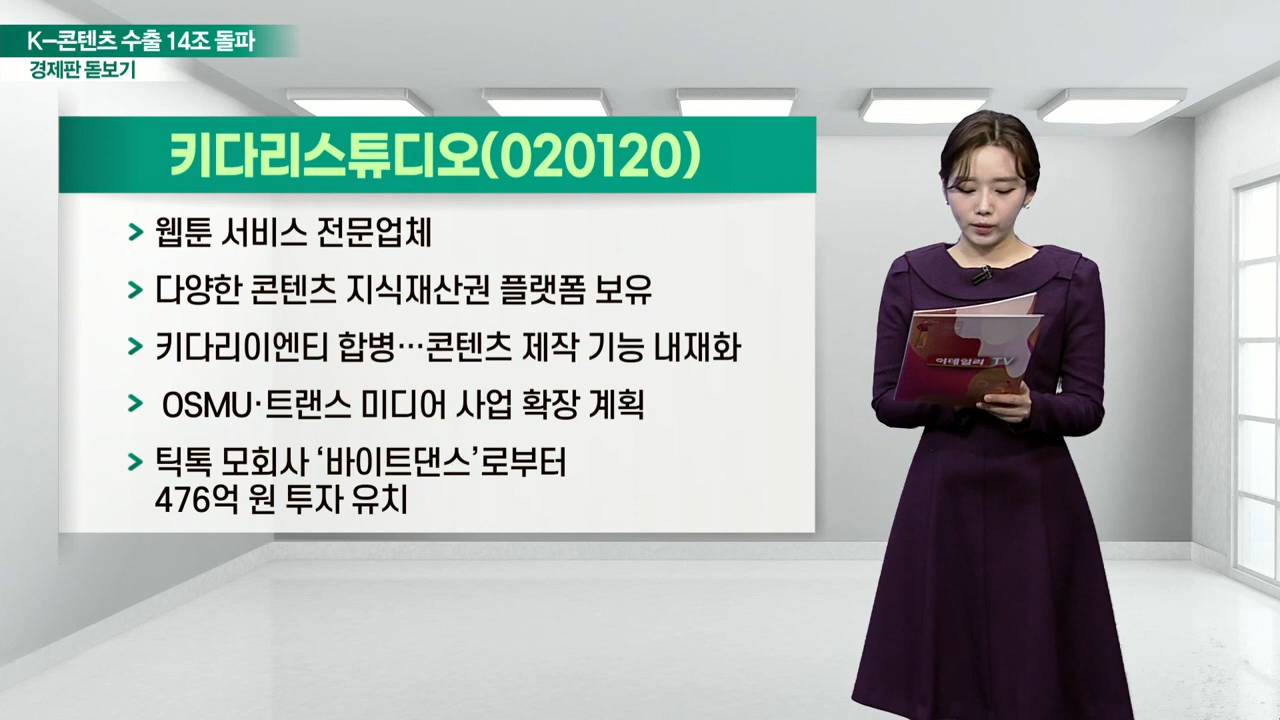 K-콘텐츠 수출 14조 돌파
경제판 돋보기
키다리스튜디오(020120)
> 웹툰 서비스 전문업체
> 다양한 콘텐츠 지식재산권 플랫폼 보유
> 키다리이엔티 합병…콘텐츠 제작 기능 내재화
> OSMU·트랜스 미디어 사업 확장 계획
> 틱톡 모회사 ‘바이트댄스’로부터
476억 원 투자 유치
이데일리 TV